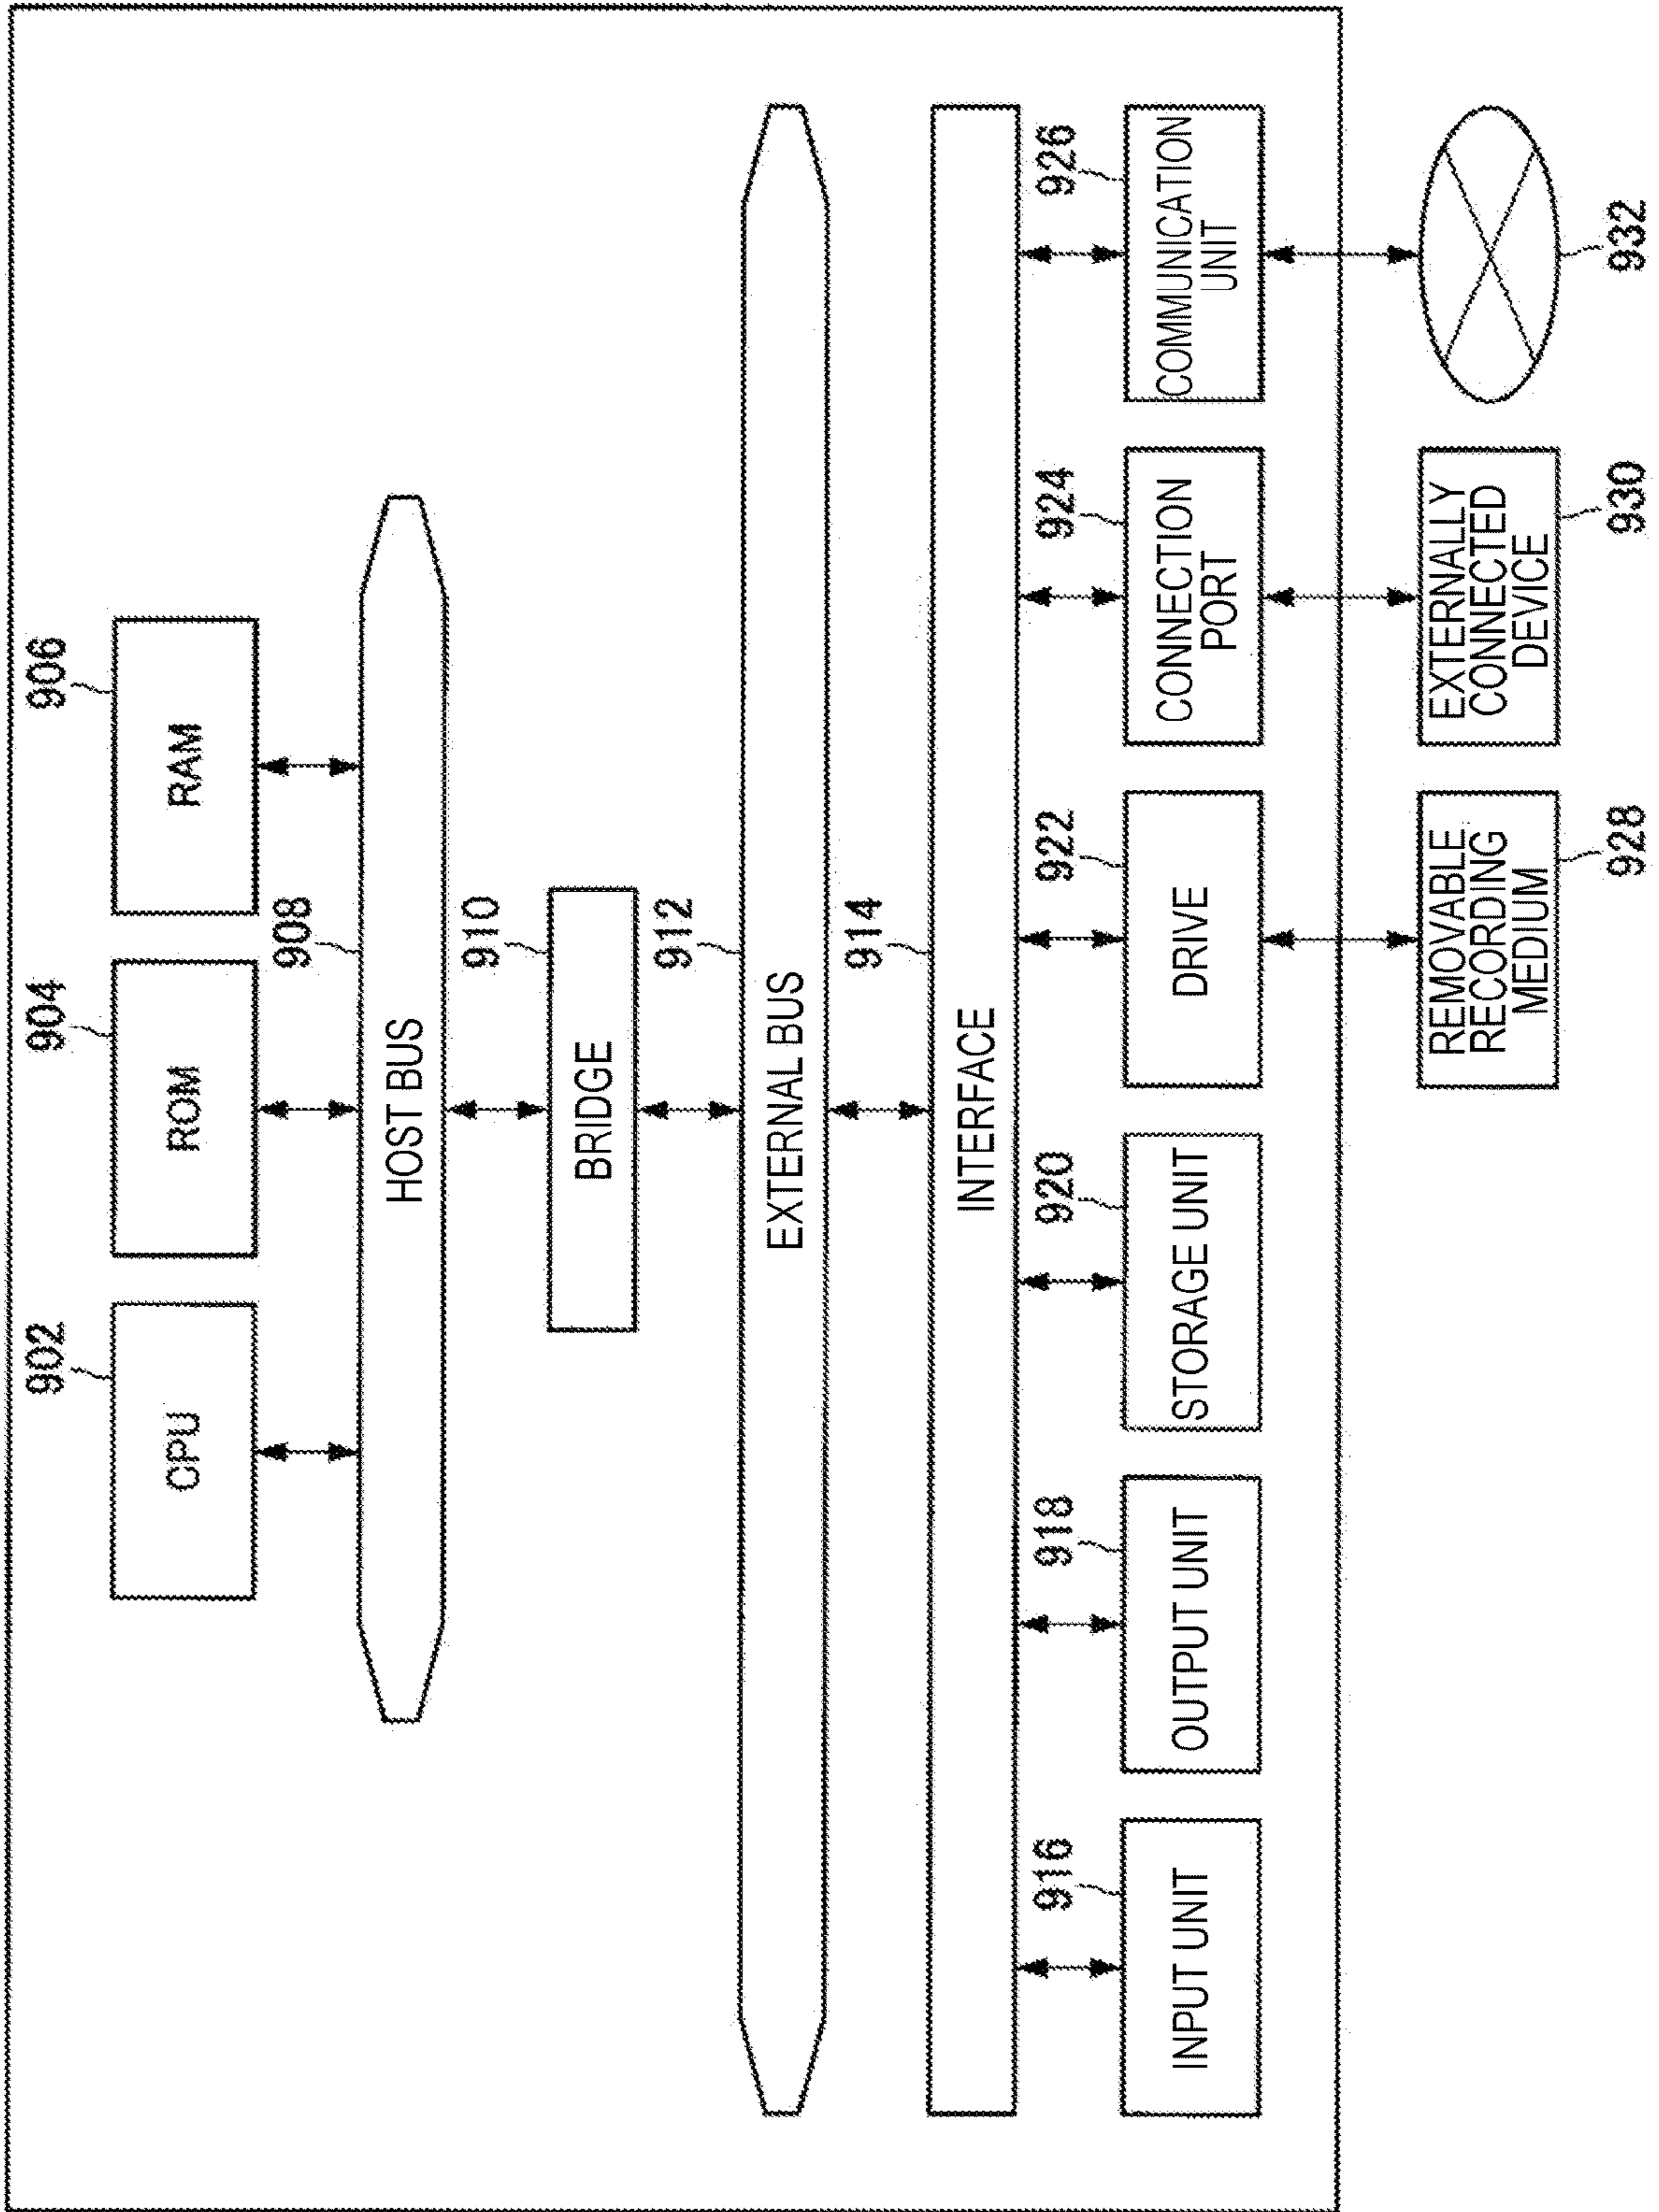 902
904
906
CPU
ROM
RAM
908
HOST BUS
910
BRIDGE
912
EXTERNAL BUS
914
INTERFACE
916
918
920
922
924
926
INPUT UNIT
OUTPUT UNIT
STORAGE UNIT
DRIVE
CONNECTION
PORT
COMMUNICATION
UNIT
REMOVABLE
RECORDING
MEDIUM
EXTERNALLY
CONNECTED
DEVICE
928
930
932